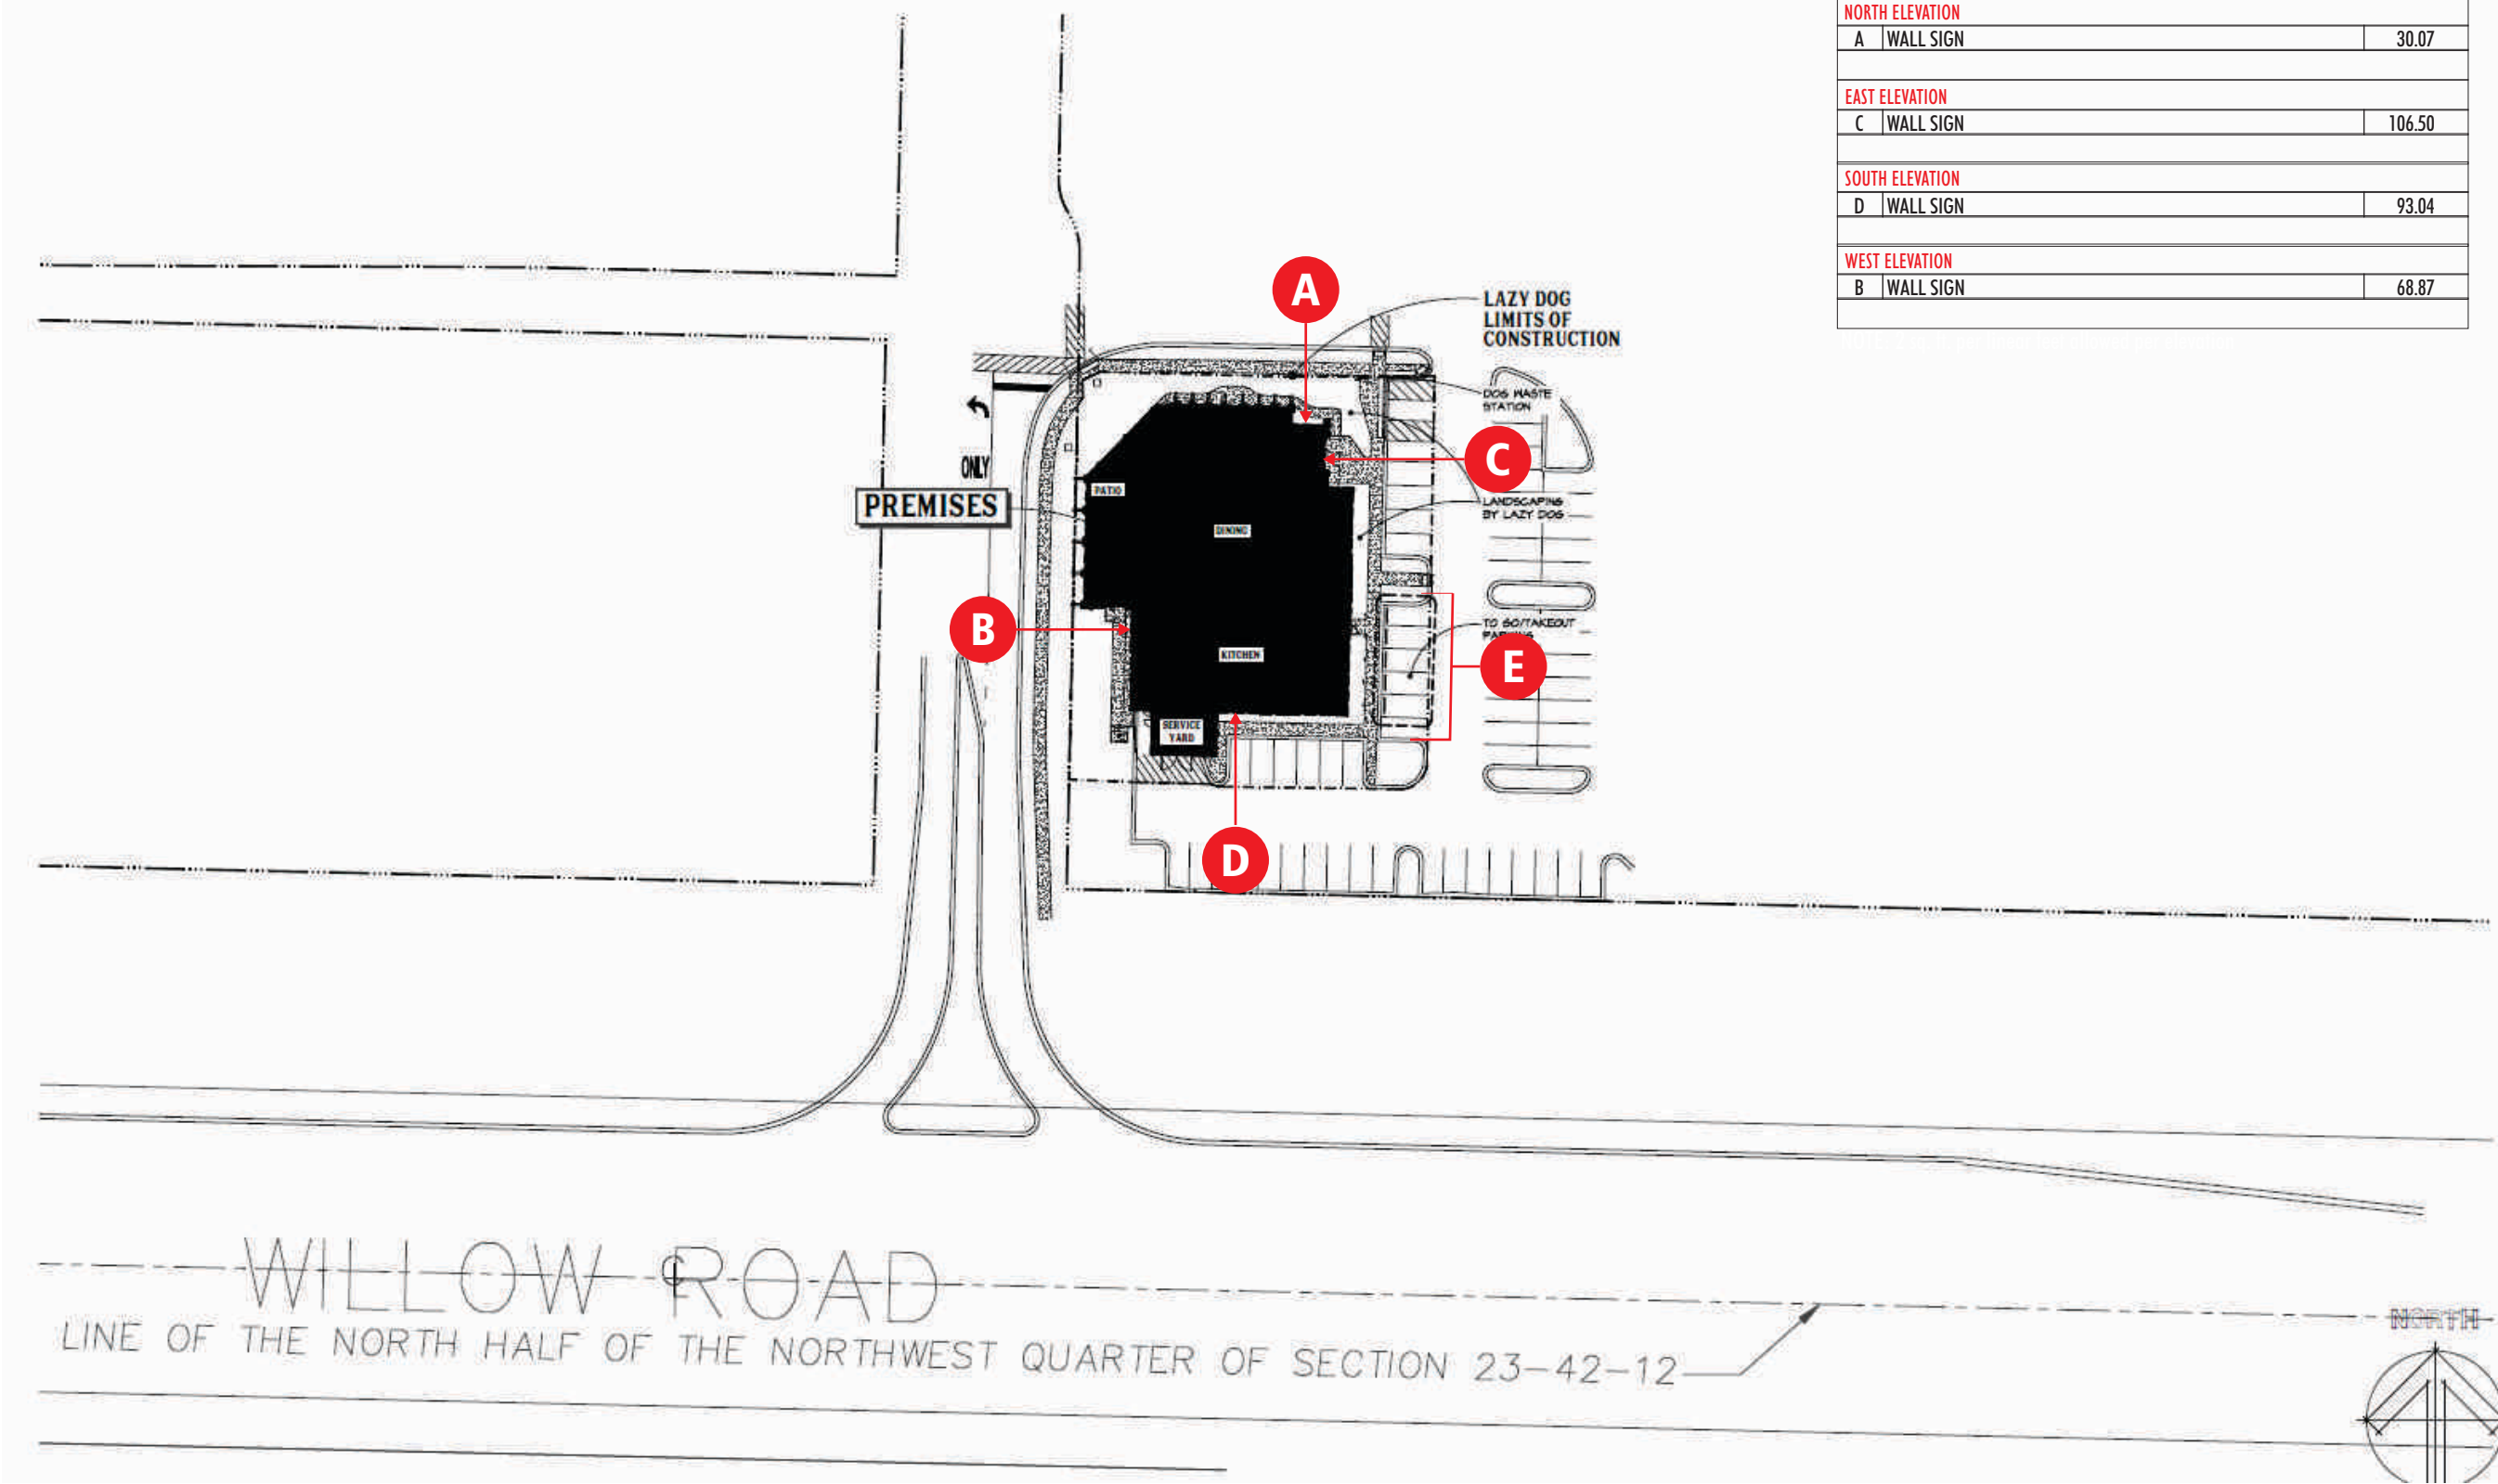 NORTH ELEVATION
A WALL SIGN 30.07
EAST ELEVATION
C WALL SIGN 106.50
SOUTH ELEVATION
D WALL SIGN 93.04
WEST ELEVATION
B WALL SIGN 68.87
A
LAZY DOG
LIMITS OF
CONSTRUCTION
DOG WASTE
STATION
ONLY
C
PREMISES
PATIO
LANDSCAPING
BY LAZY DOG
DINING
B
TO GO/TAKEOUT
KITCHEN
E
SERVICE
YARD
D
WILLOW ROAD
LINE OF THE NORTH HALF OF THE NORTHWEST QUARTER OF SECTION 23-42-12
NORTH